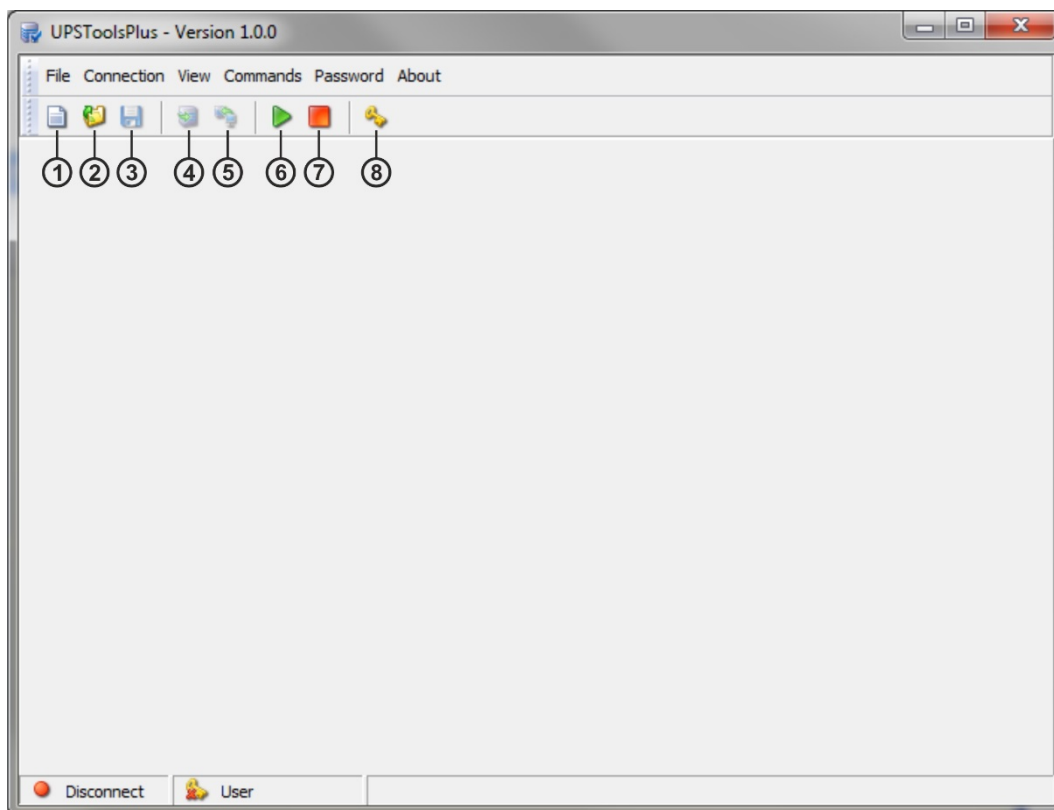 UPSToolsPlus - Version 1.0.0
File Connection View Commands Password About
1 2 3 4 5 6 7 8
Disconnect User